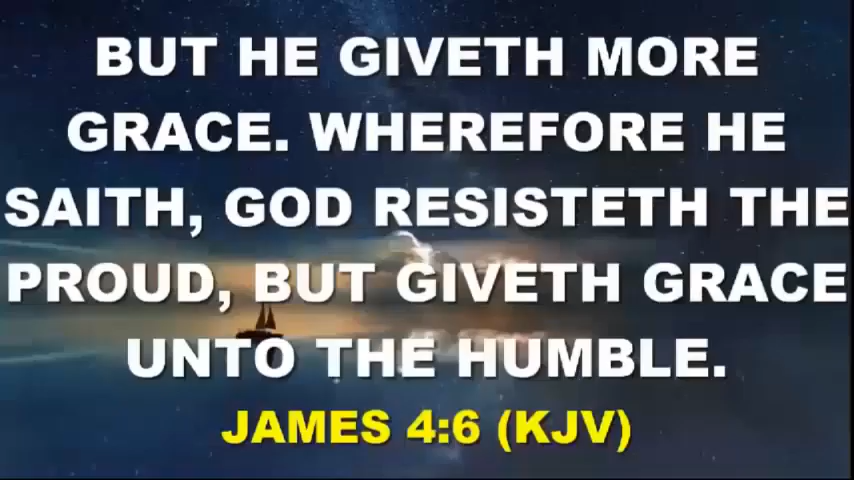 BUT HE GIVETH MORE
GRACE. WHEREFORE HE
SAITH, GOD RESISTETH THE
PROUD, BUT GIVETH GRACE
UNTO THE HUMBLE.
JAMES 4:6 (KJV)